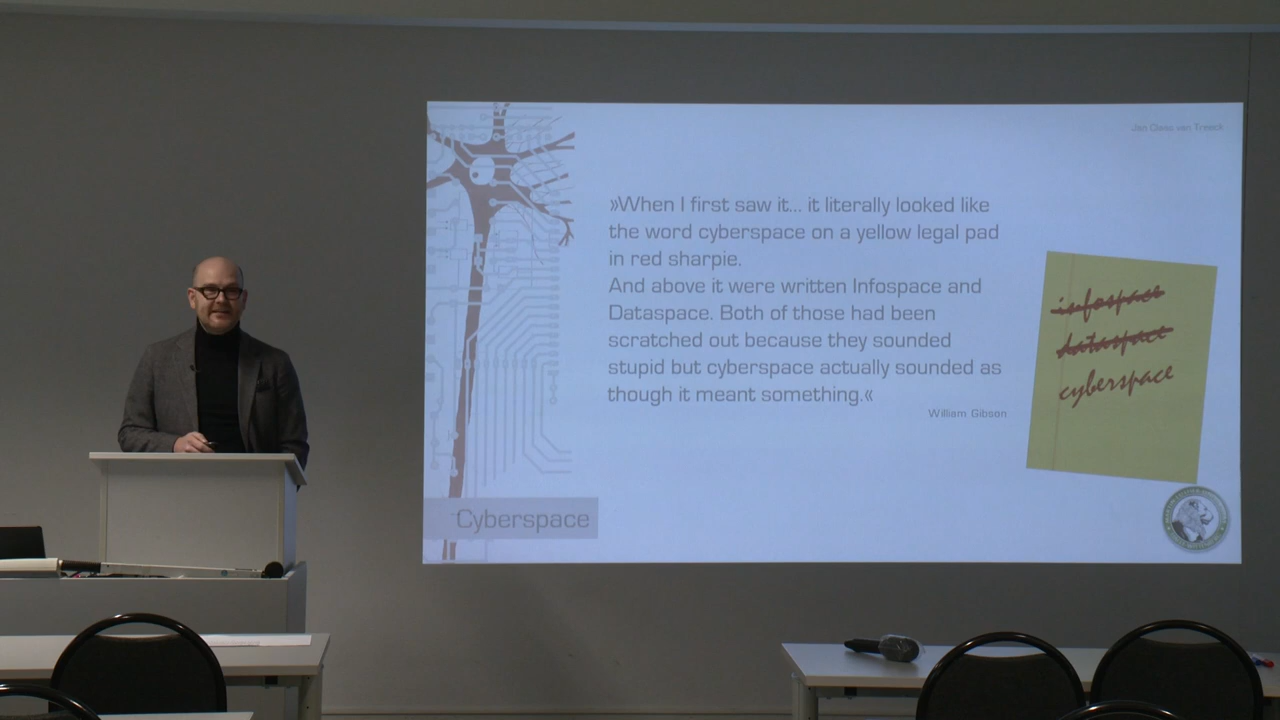 Jan Claas van Treeck
»When I first saw it... it literally looked like
the word cyberspace on a yellow legal pad
in red sharpie.
And above it were written Infospace and
Dataspace. Both of those had been
scratched out because they sounded
stupid but cyberspace actually sounded as
though it meant something.«
William Gibson
infospace
dataspace
cyberspace
Cyberspace